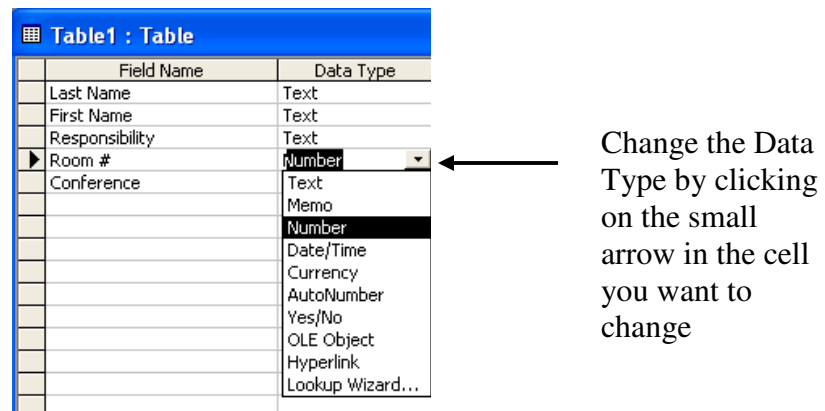 Table1 : Table
Field Name Data Type
Last Name Text
First Name Text
Responsibility Text
Room # Number
Conference Text
Memo
Number
Date/Time
Currency
AutoNumber
Yes/No
OLE Object
Hyperlink
Lookup Wizard...
Change the Data
Type by clicking
on the small
arrow in the cell
you want to
change